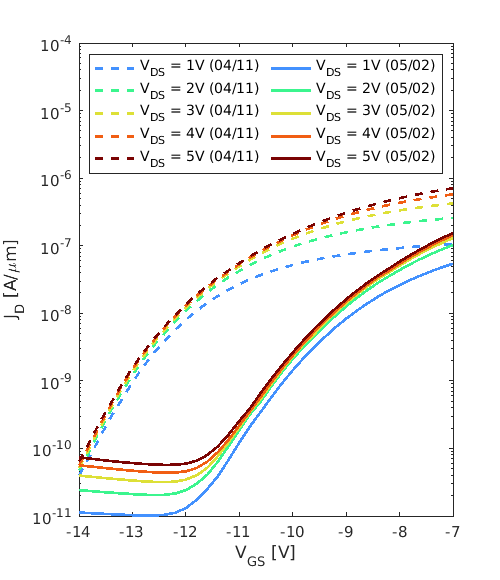 10^-4
10^-5
10^-6
10^-7
10^-8
10^-9
10^-10
10^-11
J_D [A/μm]
V_DS = 1V (04/11) V_DS = 1V (05/02)
V_DS = 2V (04/11) V_DS = 2V (05/02)
V_DS = 3V (04/11) V_DS = 3V (05/02)
V_DS = 4V (04/11) V_DS = 4V (05/02)
V_DS = 5V (04/11) V_DS = 5V (05/02)
-14 -13 -12 -11 -10 -9 -8 -7
V_GS [V]